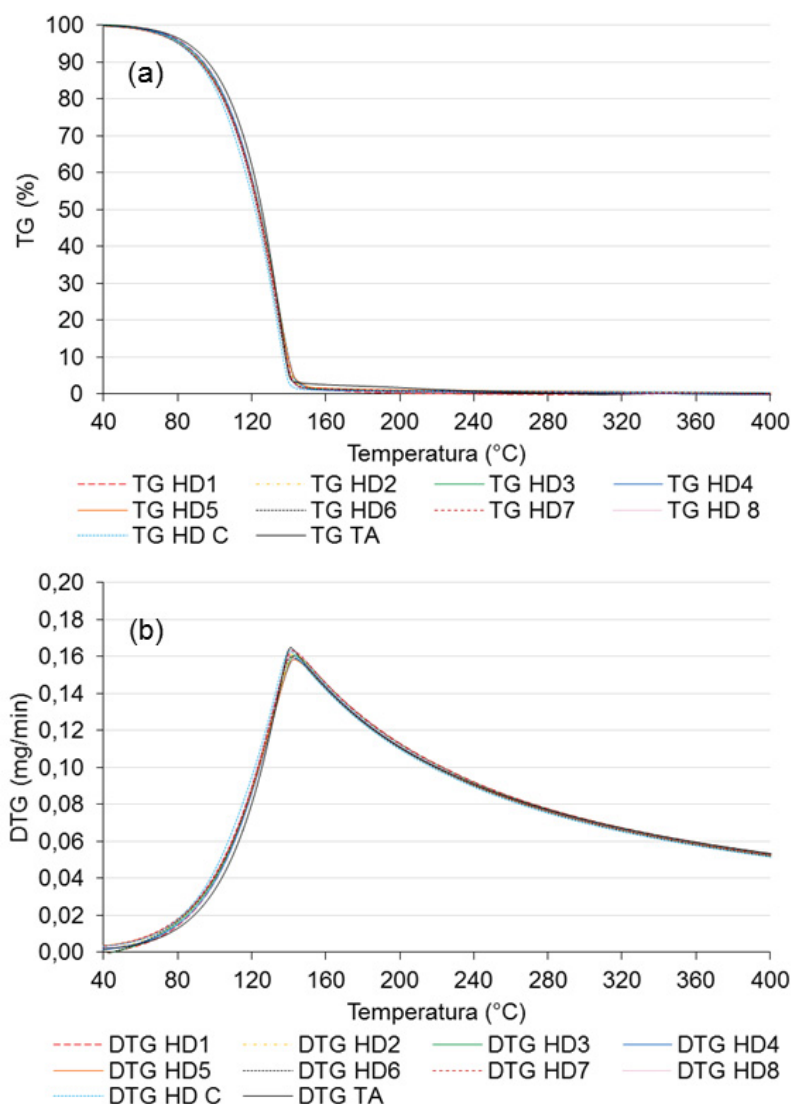 100
90
(a)
80
70
60
TG (%)
50
40
30
20
10
0
40 80 120 160 200 240 280 320 360 400
Temperatura (°C)
TG HD1 TG HD2 TG HD3 TG HD4
TG HD5 TG HD6 TG HD7 TG HD 8
TG HD C TG TA
0,20
0,18
(b)
0,16
0,14
0,12
DTG (mg/min)
0,10
0,08
0,06
0,04
0,02
0,00
40 80 120 160 200 240 280 320 360 400
Temperatura (°C)
DTG HD1 DTG HD2 DTG HD3 DTG HD4
DTG HD5 DTG HD6 DTG HD7 DTG HD8
DTG HD C DTG TA